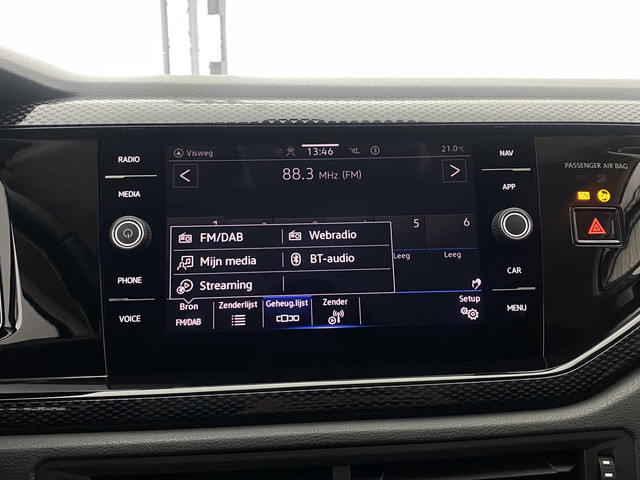 RADIO
MEDIA
PHONE
VOICE
Visweg
13:46
3
21.0°C
< 88.3 MHz (FM) >
1
5
6
Leeg
Leeg
FM/DAB
Webradio
Mijn media
BT-audio
Streaming
Bron
FM/DAB
Zenderlijst
Geheug.lijst
Zender
Setup
NAV
APP
CAR
MENU
PASSENGER AIR BAG